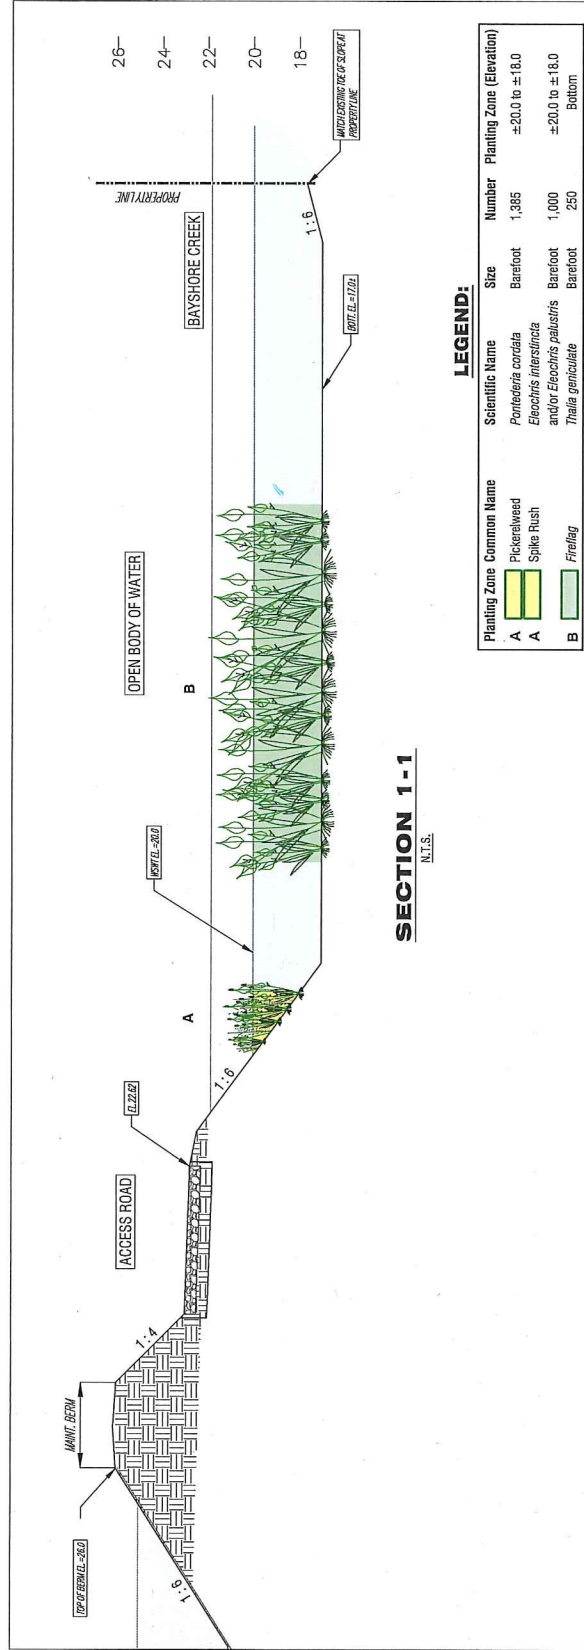 TOP OF BERM EL.=26.0
MAINT. BERM
1:6
1:4
ACCESS ROAD
EL.22.62
1:6
A
WSWT EL.=20.0
OPEN BODY OF WATER
B
BAYSHORE CREEK
PROPERTY LINE
26-
24-
22-
20-
18-
BOTT. EL.=17.0±
1:6
MATCH EXISTING TOE OF SLOPE AT
PROPERTY LINE
SECTION 1-1
N.T.S.
LEGEND:
Planting Zone Common Name Scientific Name Size Number Planting Zone (Elevation)
A Pickerelweed Pontederia cordata Barefoot 1,385 ±20.0 to ±18.0
A Spike Rush Eleochris interstincta
and/or Eleochris palustris Barefoot 1,000 ±20.0 to ±18.0
B Fireflag Thalia geniculate Barefoot 250 Bottom